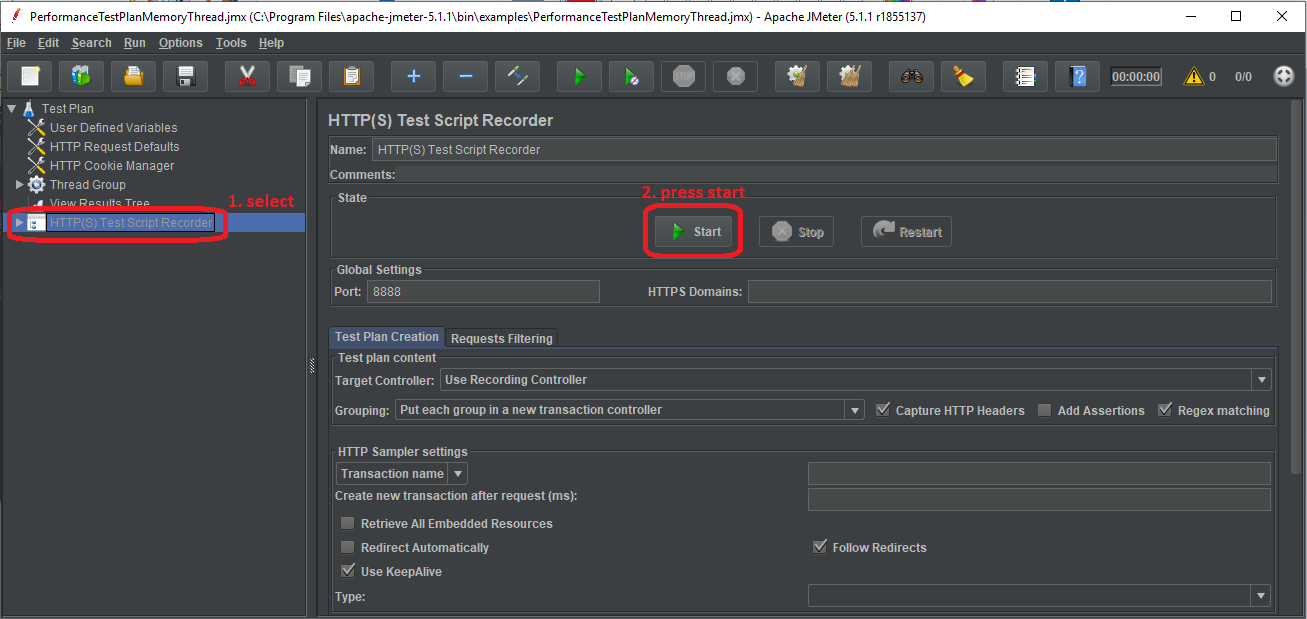 PerformanceTestPlanMemoryThread.jmx (C:\Program Files\apache-jmeter-5.1.1\bin\examples\PerformanceTestPlanMemoryThread.jmx) - Apache JMeter (5.1.1 r1855137)
File Edit Search Run Options Tools Help
STOP 00:00:00 0 0/0
Test Plan
User Defined Variables
HTTP Request Defaults
HTTP Cookie Manager
Thread Group
View Results Tree
1. select
HTTP(S) Test Script Recorder
HTTP(S) Test Script Recorder
Name: HTTP(S) Test Script Recorder
Comments:
2. press start
State
Start Stop Restart
Global Settings
Port: 8888 HTTPS Domains:
Test Plan Creation Requests Filtering
Test plan content
Target Controller: Use Recording Controller
Grouping: Put each group in a new transaction controller Capture HTTP Headers Add Assertions Regex matching
HTTP Sampler settings
Transaction name
Create new transaction after request (ms):
Retrieve All Embedded Resources
Redirect Automatically Follow Redirects
Use KeepAlive
Type: